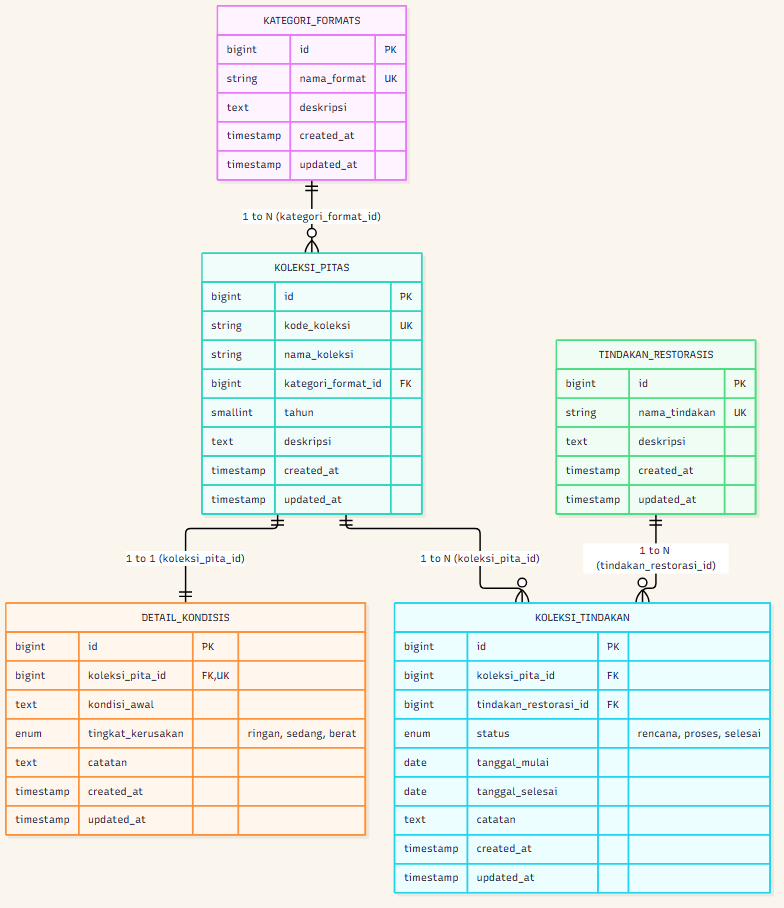 KATEGORI_FORMATS
bigint id PK
string nama_format UK
text deskripsi
timestamp created_at
timestamp updated_at
1 to N (kategori_format_id)
KOLEKSI_PITAS
bigint id PK
string kode_koleksi UK
string nama_koleksi
bigint kategori_format_id FK
smallint tahun
text deskripsi
timestamp created_at
timestamp updated_at
TINDAKAN_RESTORASIS
bigint id PK
string nama_tindakan UK
text deskripsi
timestamp created_at
timestamp updated_at
1 to 1 (koleksi_pita_id)
1 to N (koleksi_pita_id)
1 to N
(tindakan_restorasi_id)
DETAIL_KONDISIS
bigint id PK
bigint koleksi_pita_id FK,UK
text kondisi_awal
enum tingkat_kerusakan ringan, sedang, berat
text catatan
timestamp created_at
timestamp updated_at
KOLEKSI_TINDAKAN
bigint id PK
bigint koleksi_pita_id FK
bigint tindakan_restorasi_id FK
enum status rencana, proses, selesai
date tanggal_mulai
date tanggal_selesai
text catatan
timestamp created_at
timestamp updated_at